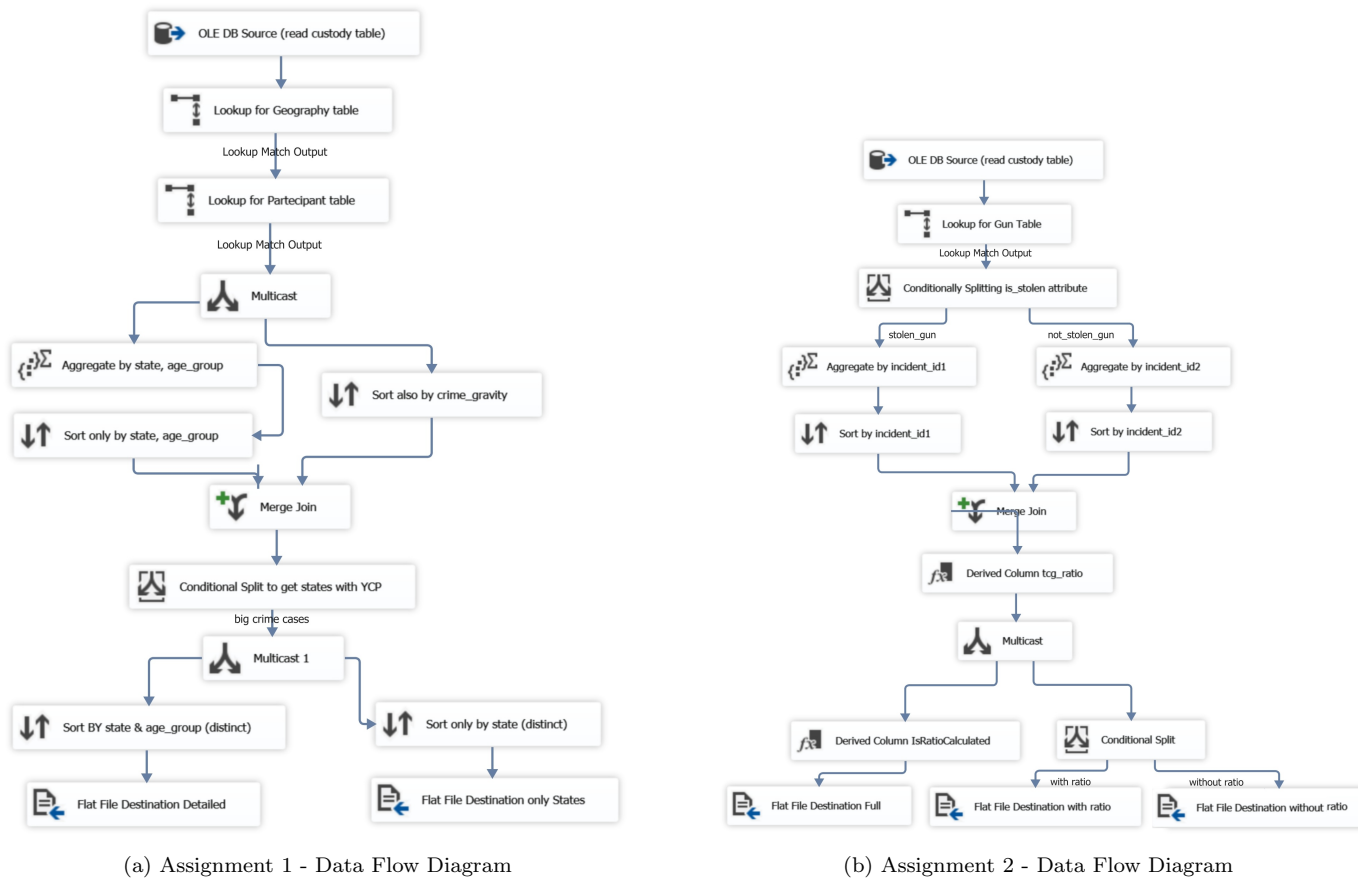 OLE DB Source (read custody table)
Lookup for Geography table
Lookup Match Output
Lookup for Partecipant table
Lookup Match Output
Multicast
Aggregate by state, age_group
Sort also by crime_gravity
Sort only by state, age_group
Merge Join
Conditional Split to get states with YCP
big crime cases
Multicast 1
Sort BY state & age_group (distinct)
Sort only by state (distinct)
Flat File Destination Detailed
Flat File Destination only States
(a) Assignment 1 - Data Flow Diagram
OLE DB Source (read custody table)
Lookup for Gun Table
Lookup Match Output
Conditionally Splitting is_stolen attribute
stolen_gun
not_stolen_gun
Aggregate by incident_id1
Aggregate by incident_id2
Sort by incident_id1
Sort by incident_id2
Merge Join
Derived Column tcg_ratio
Multicast
Derived Column IsRatioCalculated
Conditional Split
with ratio
without ratio
Flat File Destination Full
Flat File Destination with ratio
Flat File Destination without ratio
(b) Assignment 2 - Data Flow Diagram